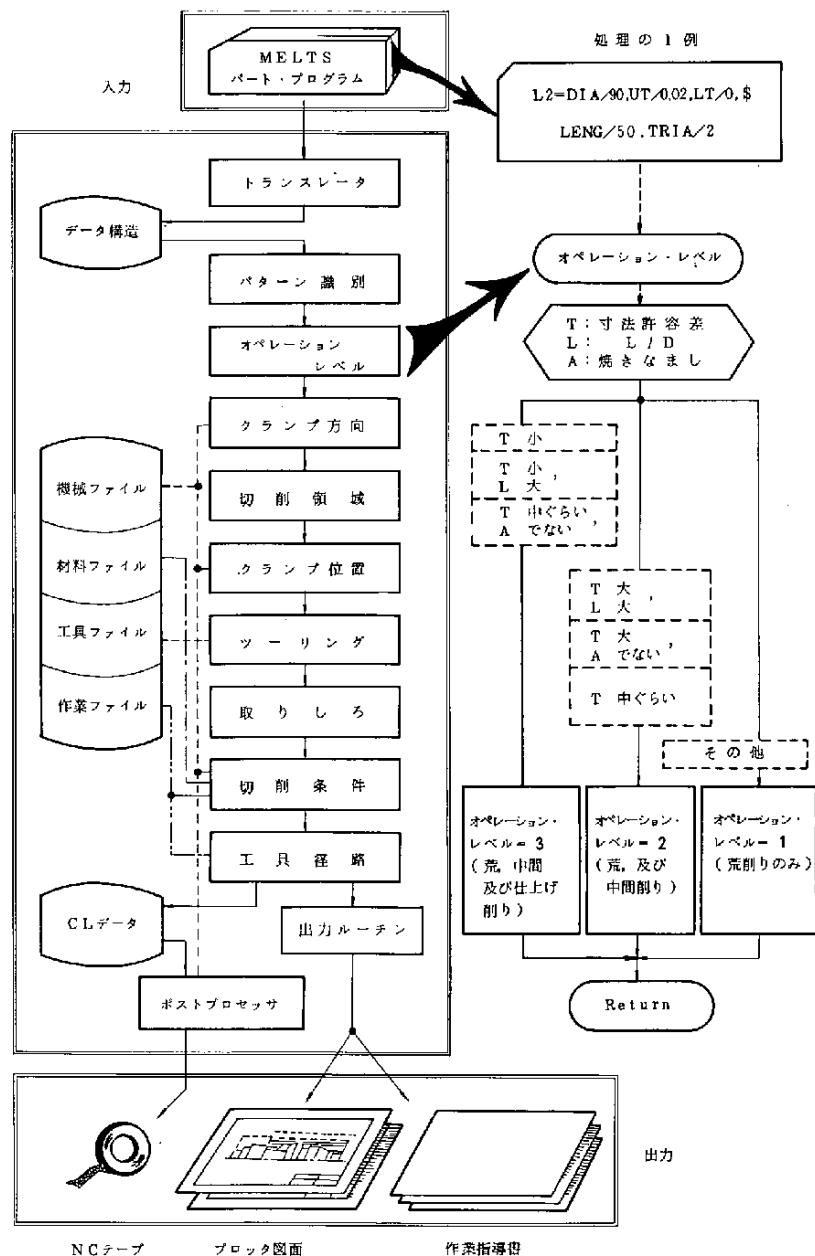 入力
MELTS
パート・プログラム
トランスレータ
データ構造
パターン識別
オペレーション
レベル
クランプ方向
機械ファイル
切削領域
材料ファイル
クランプ位置
工具ファイル
ツーリング
作業ファイル
取りしろ
切削条件
工具径路
CLデータ
出力ルーチン
ポストプロセッサ
出力
NCテープ
プロッタ図面
作業指導書
処理の1例
L2=DIA/90,UT/0.02,LT/0,$
LENG/50.TRIA/2
オペレーション・レベル
T:寸法許容差
L: L/D
A:焼きなまし
T 小
T 小,
L 大
T 中ぐらい,
A でない
T 大,
L 大
T 大
A でない,
T 中ぐらい
その他
オペレーション・
レベル=3
(荒,中間
及び仕上げ
削り)
オペレーション・
レベル=2
(荒,及び
中間削り)
オペレーション・
レベル=1
(荒削りのみ)
Return